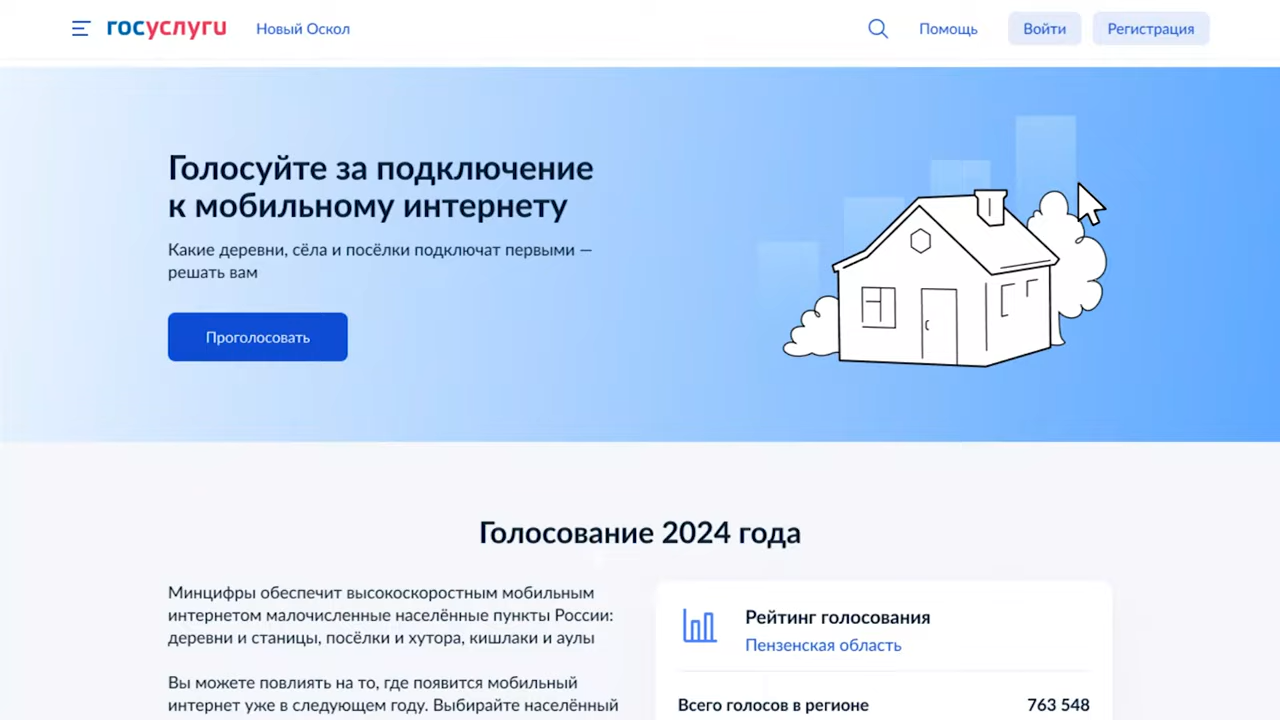 госуслуги Новый Оскол Помощь Войти Регистрация
Голосуйте за подключение
к мобильному интернету
Какие деревни, сёла и посёлки подключат первыми —
решать вам
Проголосовать
Голосование 2024 года
Минцифры обеспечит высокоскоростным мобильным
интернетом малочисленные населённые пункты России:
деревни и станицы, посёлки и хутора, кишлаки и аулы
Вы можете повлиять на то, где появится мобильный
интернет уже в следующем году. Выбирайте населённый
Рейтинг голосования
Пензенская область
Всего голосов в регионе 763 548